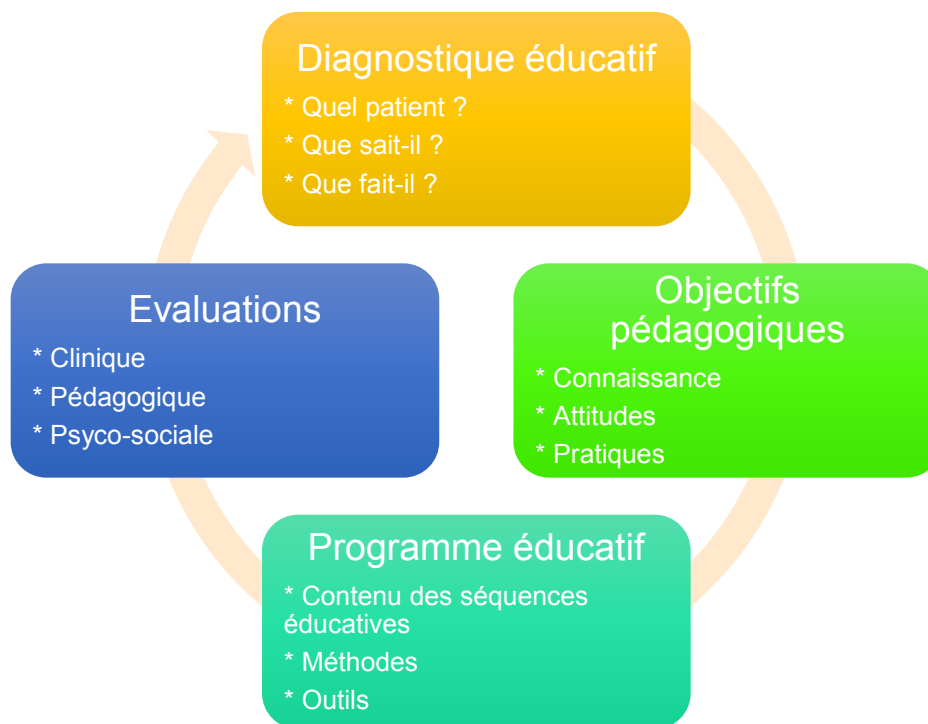 Diagnostique éducatif
* Quel patient ?
* Que sait-il ?
* Que fait-il ?
Objectifs
pédagogiques
* Connaissance
* Attitudes
* Pratiques
Programme éducatif
* Contenu des séquences
éducatives
* Méthodes
* Outils
Evaluations
* Clinique
* Pédagogique
* Psyco-sociale